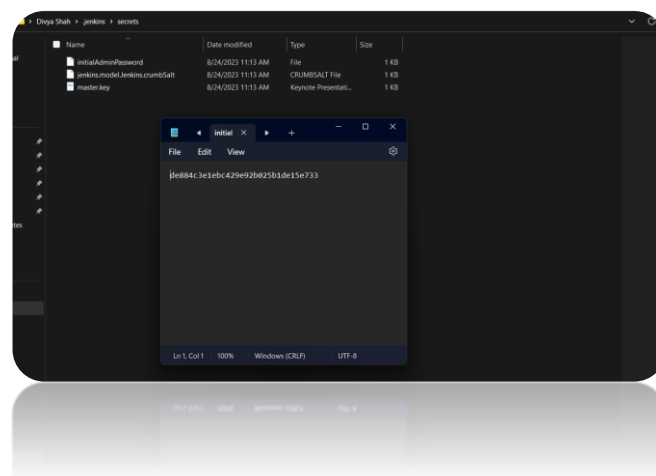 Divya Shah > .jenkins > secrets
Name Date modified Type Size
initialAdminPassword 8/24/2023 11:13 AM File 1 KB
jenkins.model.Jenkins.crumbSalt 8/24/2023 11:13 AM CRUMBSALT File 1 KB
master.key 8/24/2023 11:13 AM Keynote Presentati... 1 KB
initial
File Edit View
de884c3e1ebc429e92b025b1de15e733
Ln 1, Col 1 100% Windows (CRLF) UTF-8